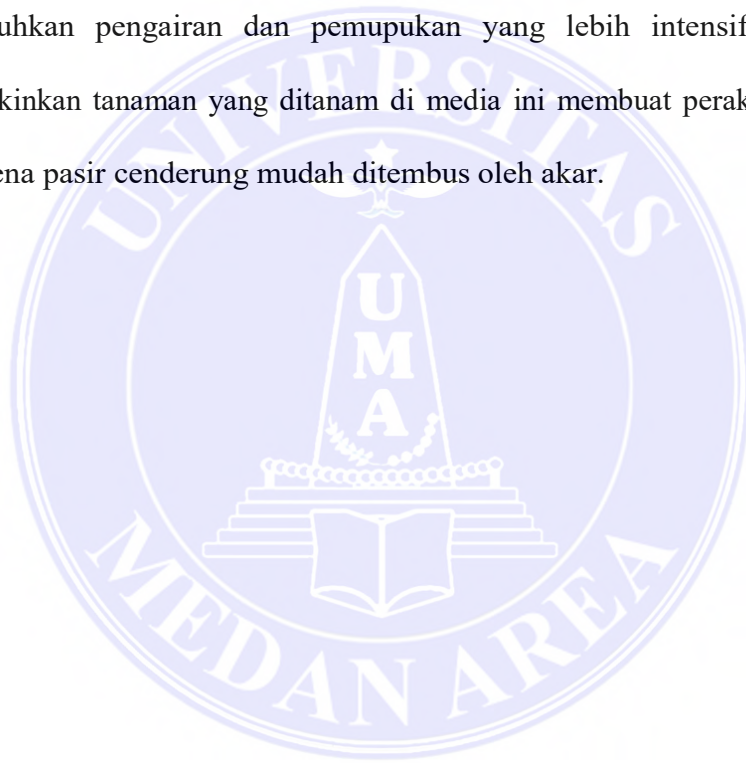 uhkan pengairan dan pemupukan yang lebih intensif
kinkan tanaman yang ditanam di media ini membuat perak
ena pasir cenderung mudah ditembus oleh akar.
UNIVERSITAS
U
M
A
MEDAN AREA